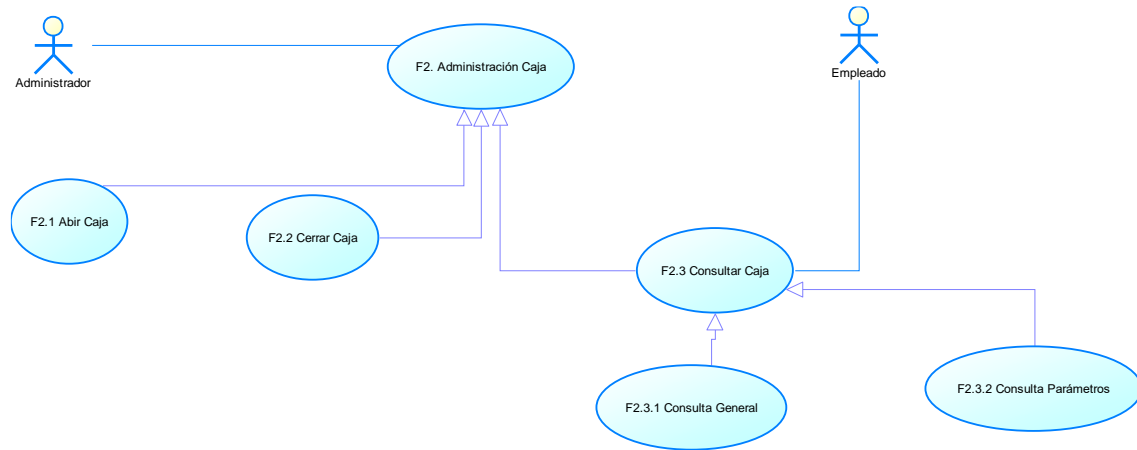 Administrador
F2. Administración Caja
Empleado
F2.1 Abir Caja
F2.2 Cerrar Caja
F2.3 Consultar Caja
F2.3.1 Consulta General
F2.3.2 Consulta Parámetros